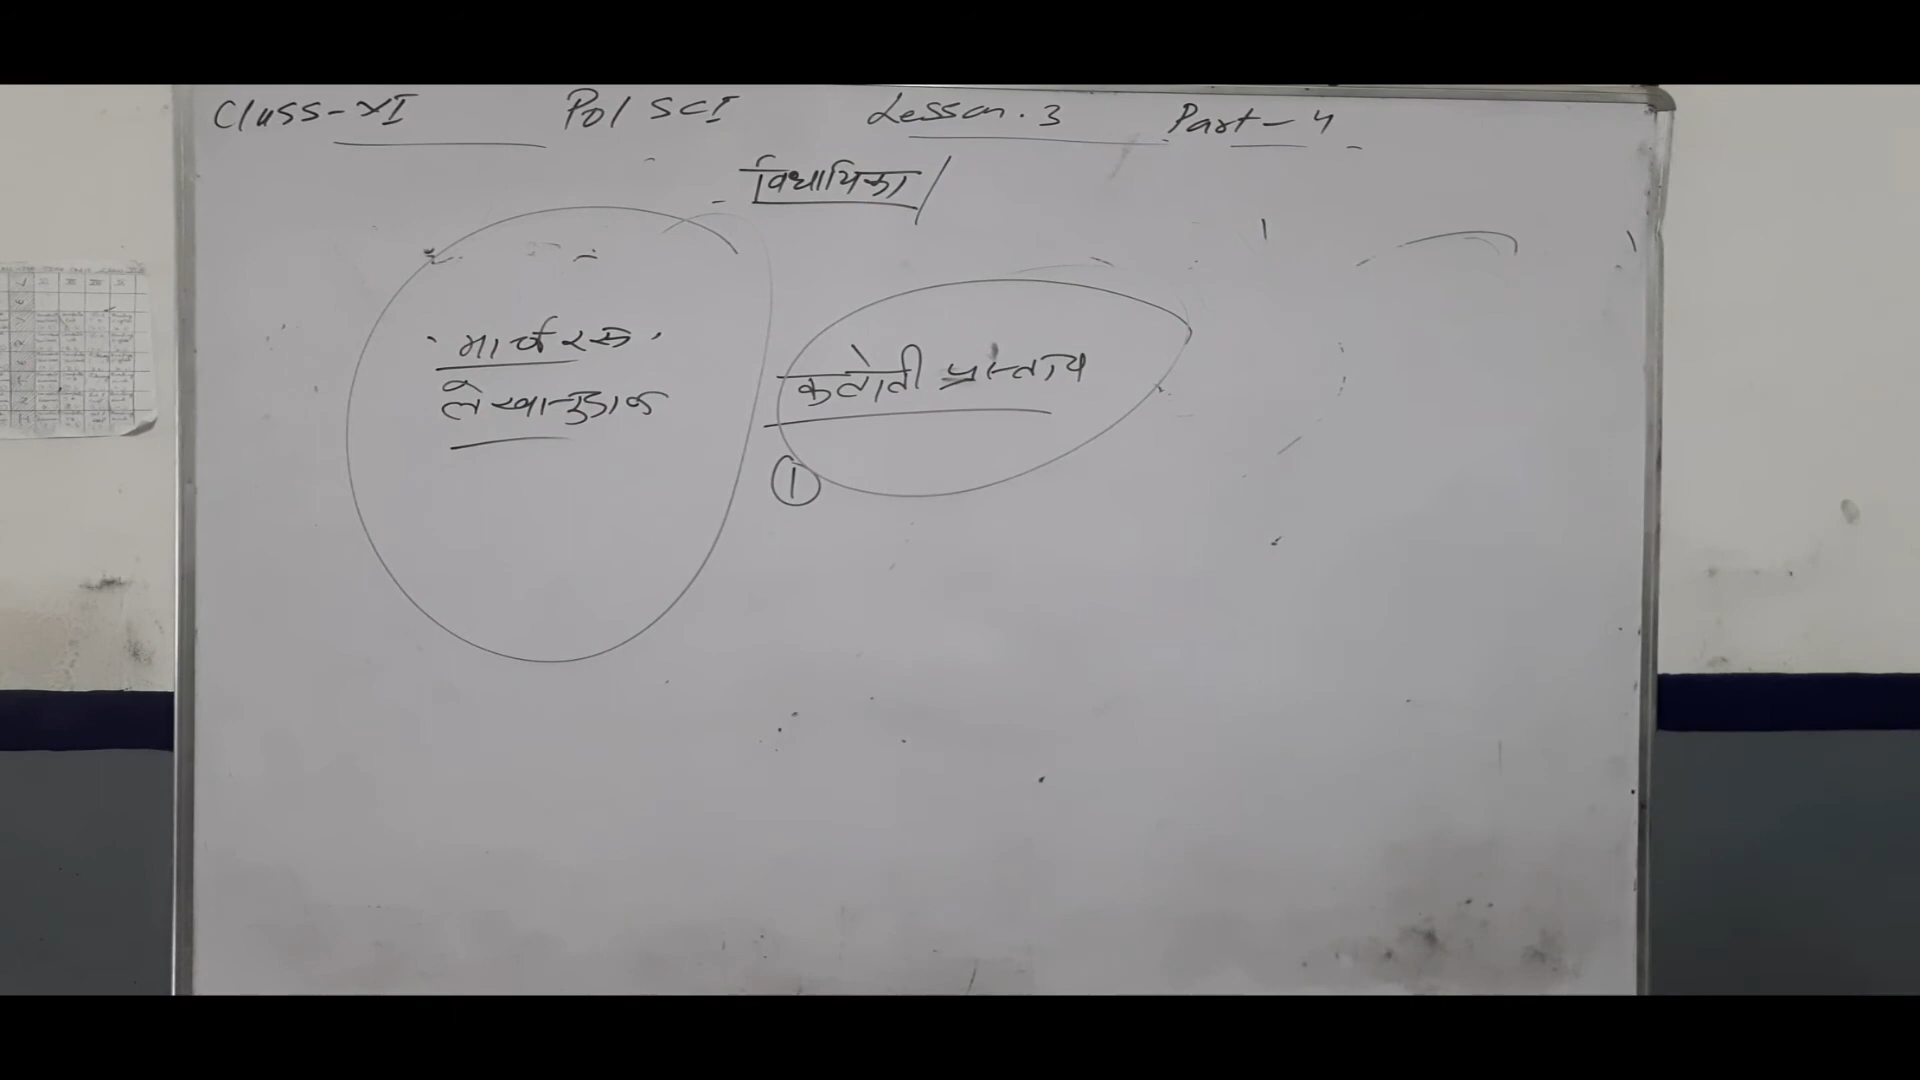 Class-XI Pol SCI Lesson.3 Part-4
विधायिका
लेखानुदान
कटोती प्रस्ताव
1